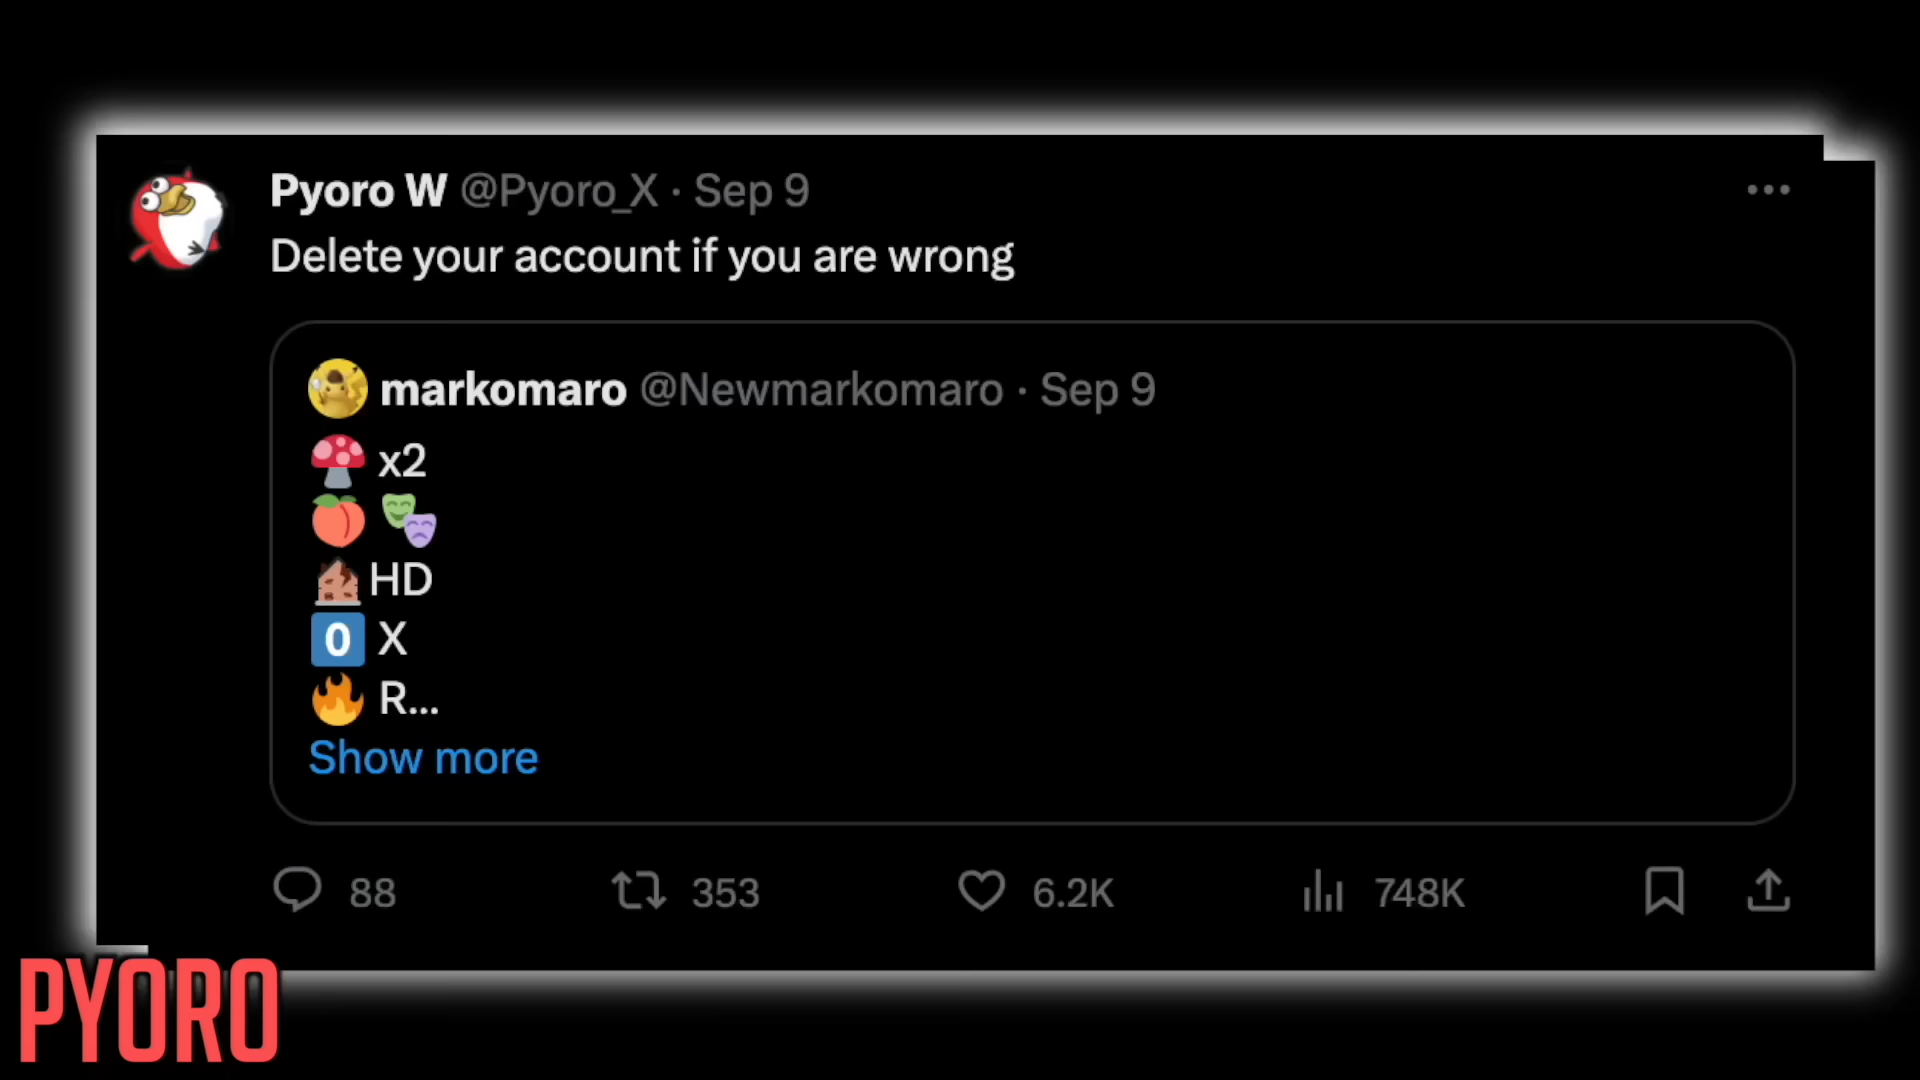 Pyoro W @Pyoro_X · Sep 9
Delete your account if you are wrong
markomaro @Newmarkomaro · Sep 9
🍄 x2
🍑 🎭
🏚️HD
0️⃣ X
🔥 R...
Show more
88 353 6.2K 748K
PYORO